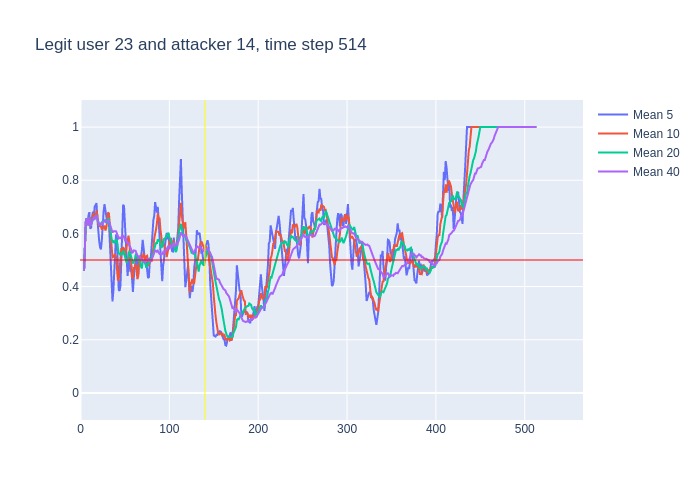 Legit user 23 and attacker 14, time step 514
1
0.8
0.6
0.4
0.2
0
0 100 200 300 400 500
Mean 5
Mean 10
Mean 20
Mean 40